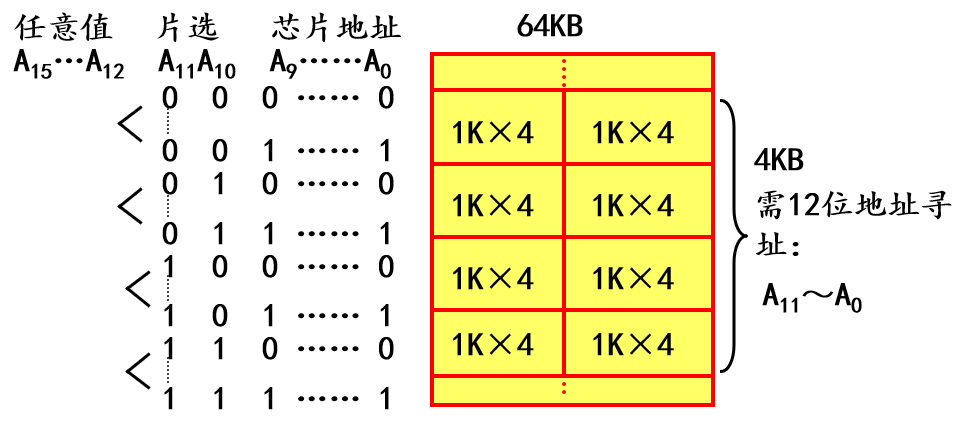 任意值 片选 芯片地址 64KB
A15…A12 A11A10 A9……A0
0 0 0 …… 0
0 0 1 …… 1
0 1 0 …… 0
0 1 1 …… 1
1 0 0 …… 0
1 0 1 …… 1
1 1 0 …… 0
1 1 1 …… 1
1K×4 1K×4
1K×4 1K×4
1K×4 1K×4
1K×4 1K×4
4KB
需12位地址寻
址：
A11～A0